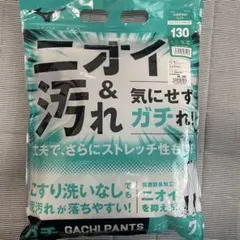 130
ニオイ
&
汚れ
気にせず
ガチれ!
丈夫で、さらにストレッチ性も
こすり洗いなしでも
汚れが落ちやすい!
ニオイ
を抑え
GACHI PANTS